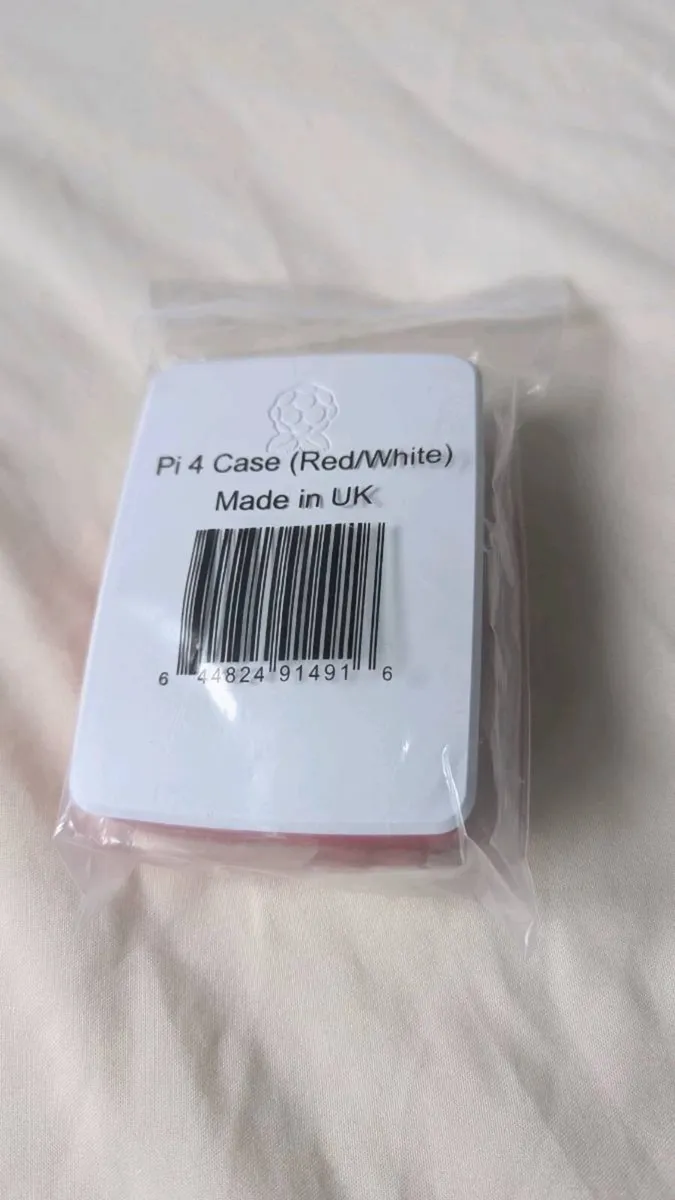 Pi 4 Case (Red/White)
Made in UK
6 44824 91491 6